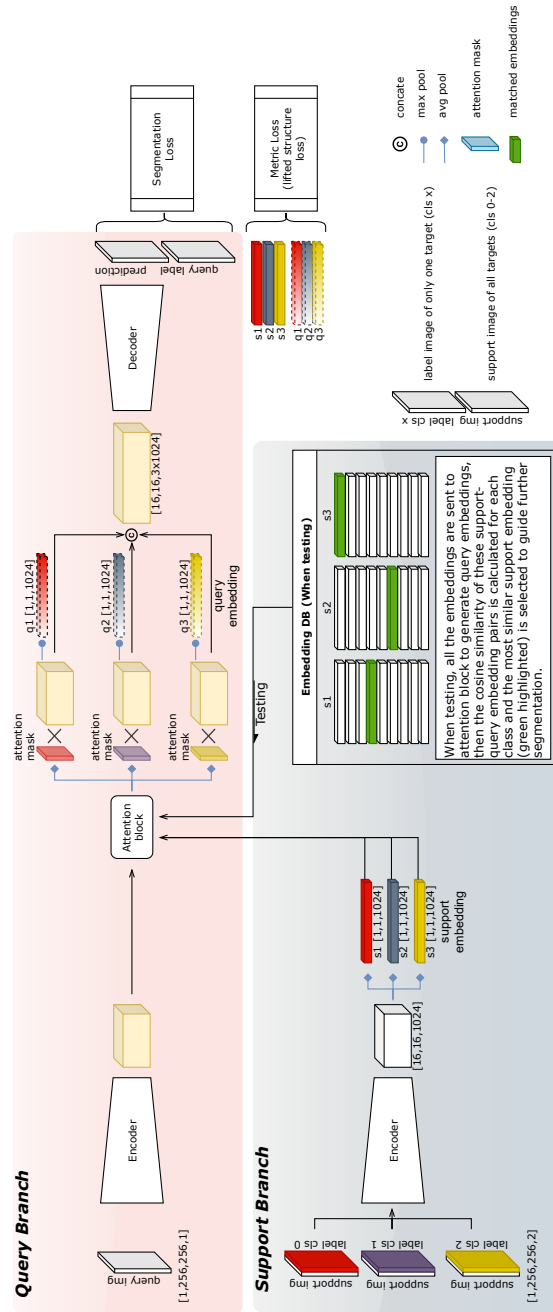 Query Branch
query img
[1,256,256,1]
Encoder
Attention
block
attention
mask
attention
mask
attention
mask
q1 [1,1,1024]
q2 [1,1,1024]
q3 [1,1,1024]
query
embedding
C
[16,16,3x1024]
Decoder
prediction
query label
Segmentation
Loss
Metric Loss
(lifted structure
loss)
s1
s2
s3
q1
q2
q3
Testing
Support Branch
support img
label cls 0
support img
label cls 1
support img
label cls 2
[1,256,256,2]
Encoder
[16,16,1024]
s1 [1,1,1024]
s2 [1,1,1024]
s3 [1,1,1024]
support
embedding
Embedding DB (When testing)
s1
s2
s3
When testing, all the embeddings are sent to
attention block to generate query embeddings,
then the cosine similarity of these support-
query embedding pairs is calculated for each
class and the most similar support embedding
(green highlighted) is selected to guide further
segmentation.
label cls x
support img
label image of only one target (cls x)
support image of all targets (cls 0-2)
C
concate
max pool
avg pool
attention mask
matched embeddings